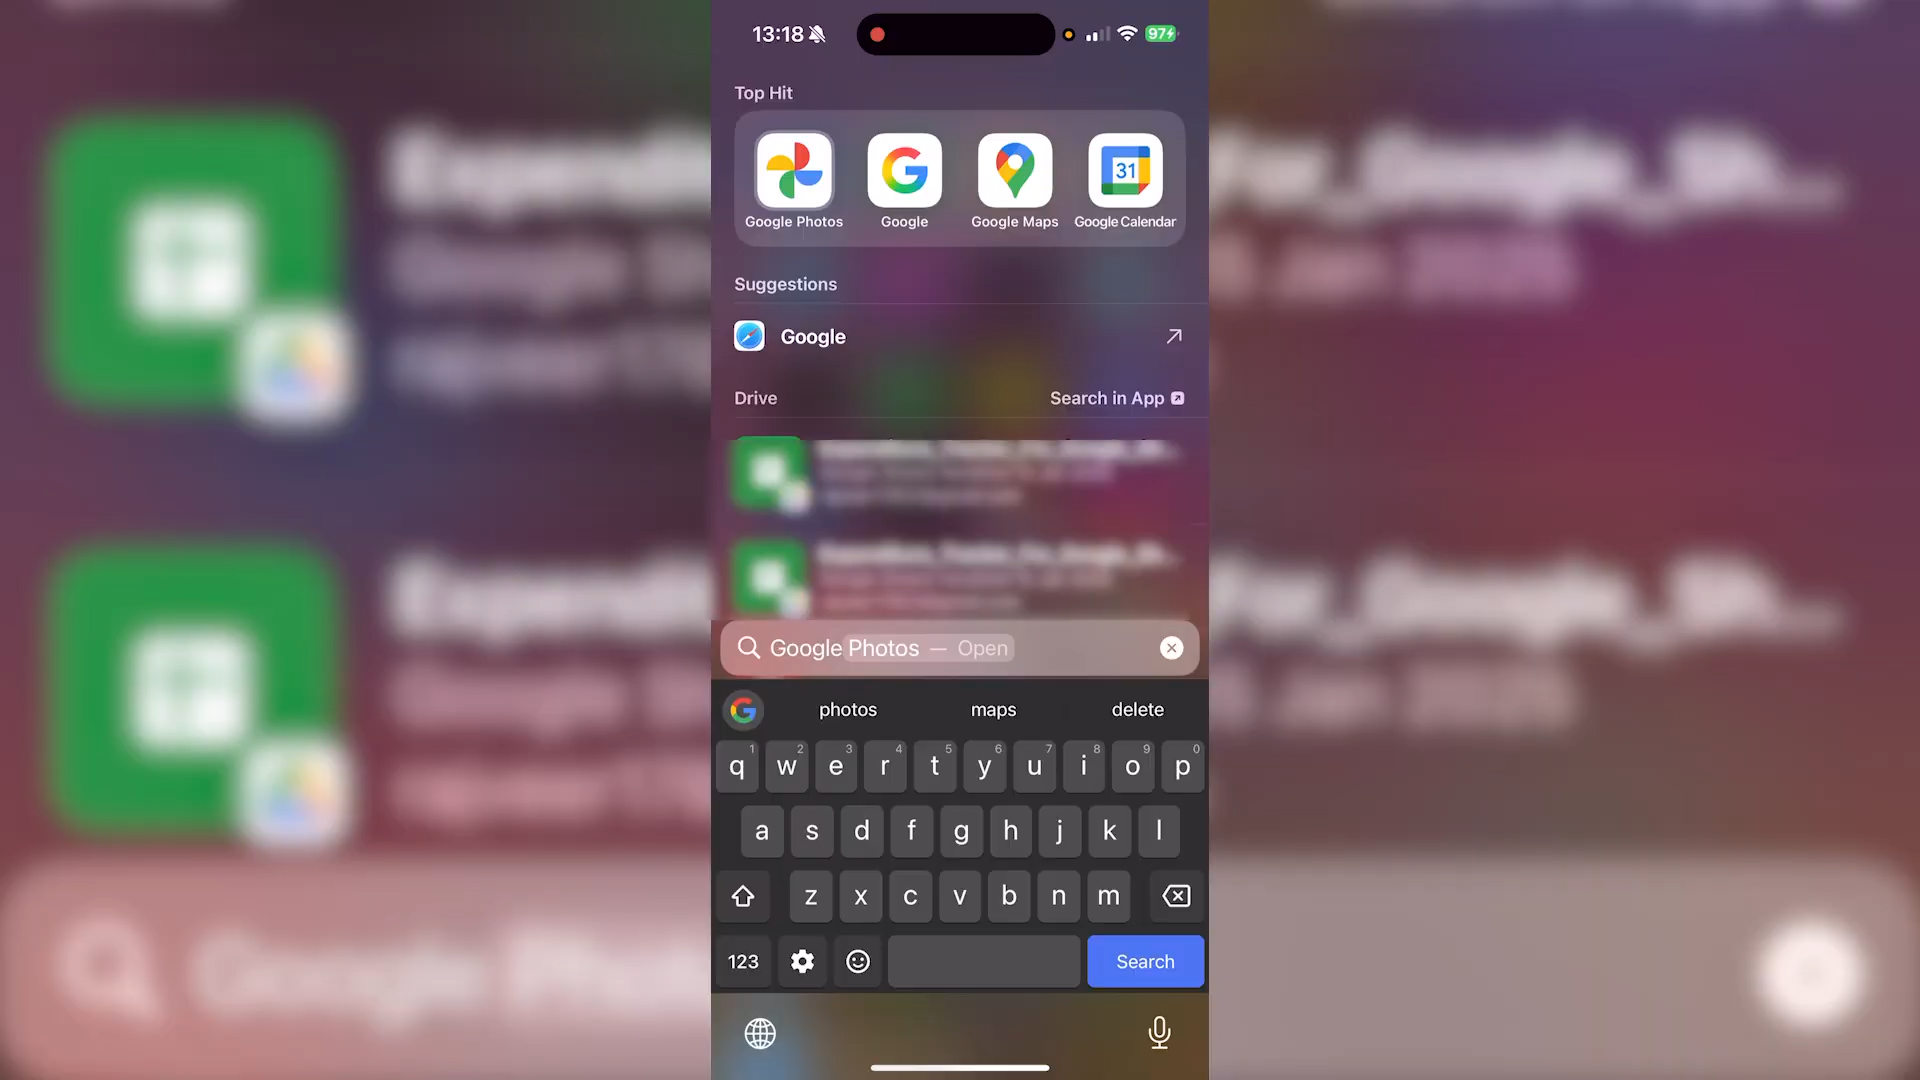 13:18
97
Top Hit
31
Google Photos Google Google Maps Google Calendar
Suggestions
Google
Drive Search in App
Google Photos — Open
photos maps delete
1 2 3 4 5 6 7 8 9 0
q w e r t y u i o p
a s d f g h j k l
z x c v b n m
123 Search